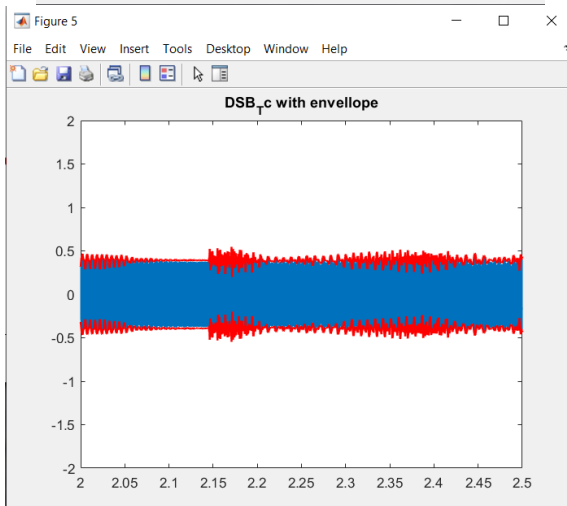 Figure 5
File Edit View Insert Tools Desktop Window Help
DSB_Tc with envellope
2
1.5
1
0.5
0
-0.5
-1
-1.5
-2
2 2.05 2.1 2.15 2.2 2.25 2.3 2.35 2.4 2.45 2.5